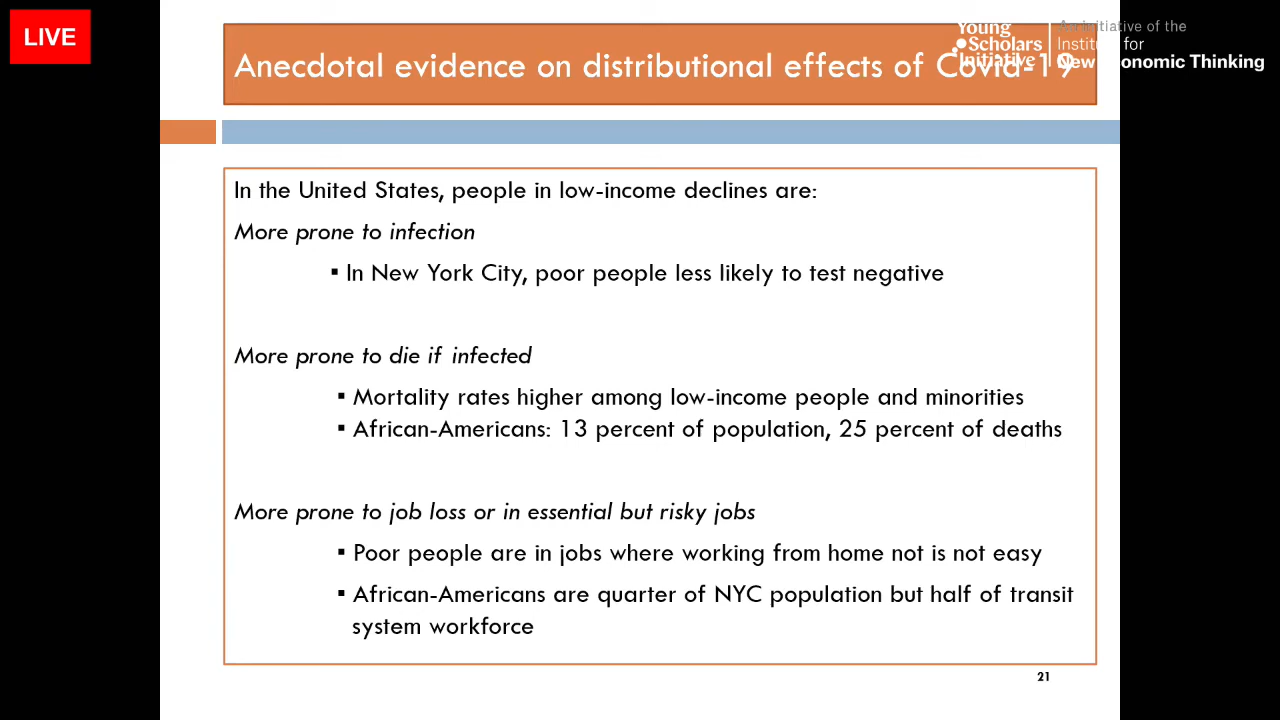 LIVE
Young
Scholars
Initiative
An initiative of the
Institute for
New Economic Thinking
Anecdotal evidence on distributional effects of Covid-19
In the United States, people in low-income declines are:
More prone to infection
▪ In New York City, poor people less likely to test negative
More prone to die if infected
▪ Mortality rates higher among low-income people and minorities
▪ African-Americans: 13 percent of population, 25 percent of deaths
More prone to job loss or in essential but risky jobs
▪ Poor people are in jobs where working from home not is not easy
▪ African-Americans are quarter of NYC population but half of transit
system workforce
21